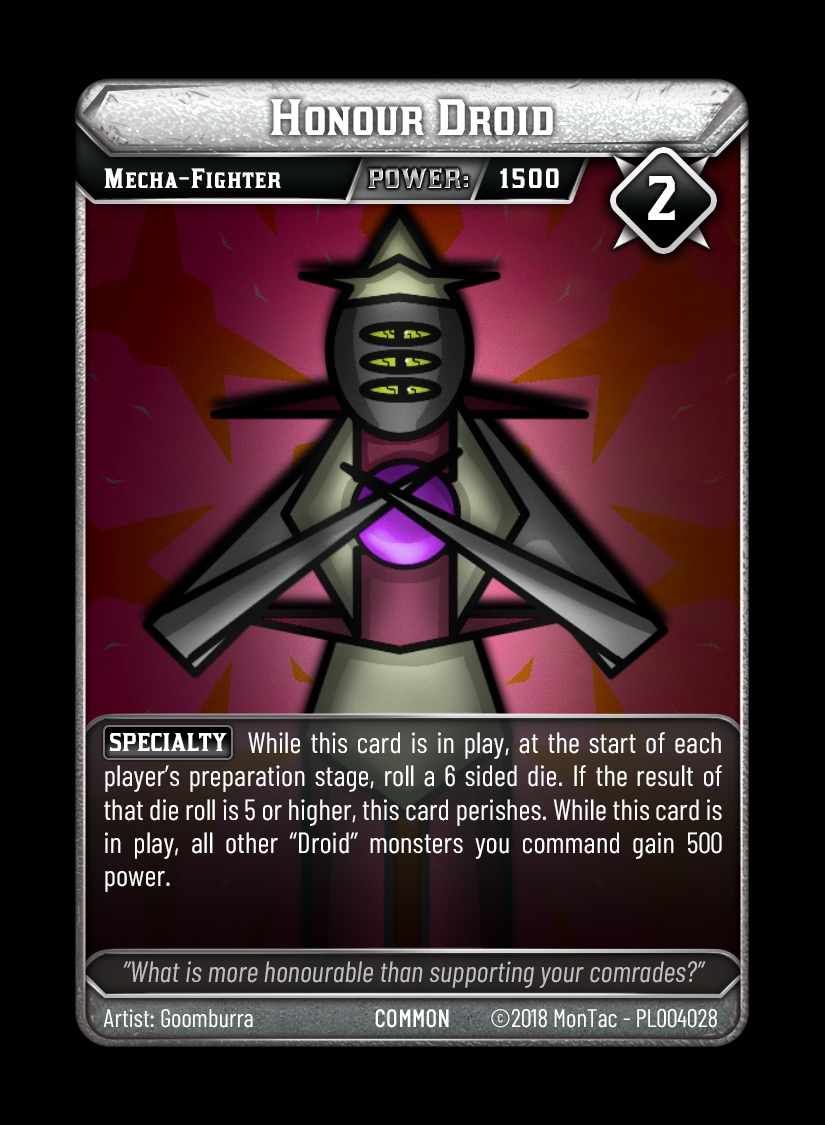 Honour Droid
Mecha-Fighter POWER: 1500
2
SPECIALTY While this card is in play, at the start of each
player's preparation stage, roll a 6 sided die. If the result of
that die roll is 5 or higher, this card perishes. While this card is
in play, all other "Droid" monsters you command gain 500
power.
"What is more honourable than supporting your comrades?"
Artist: Goomburra COMMON ©2018 MonTac - PL004028